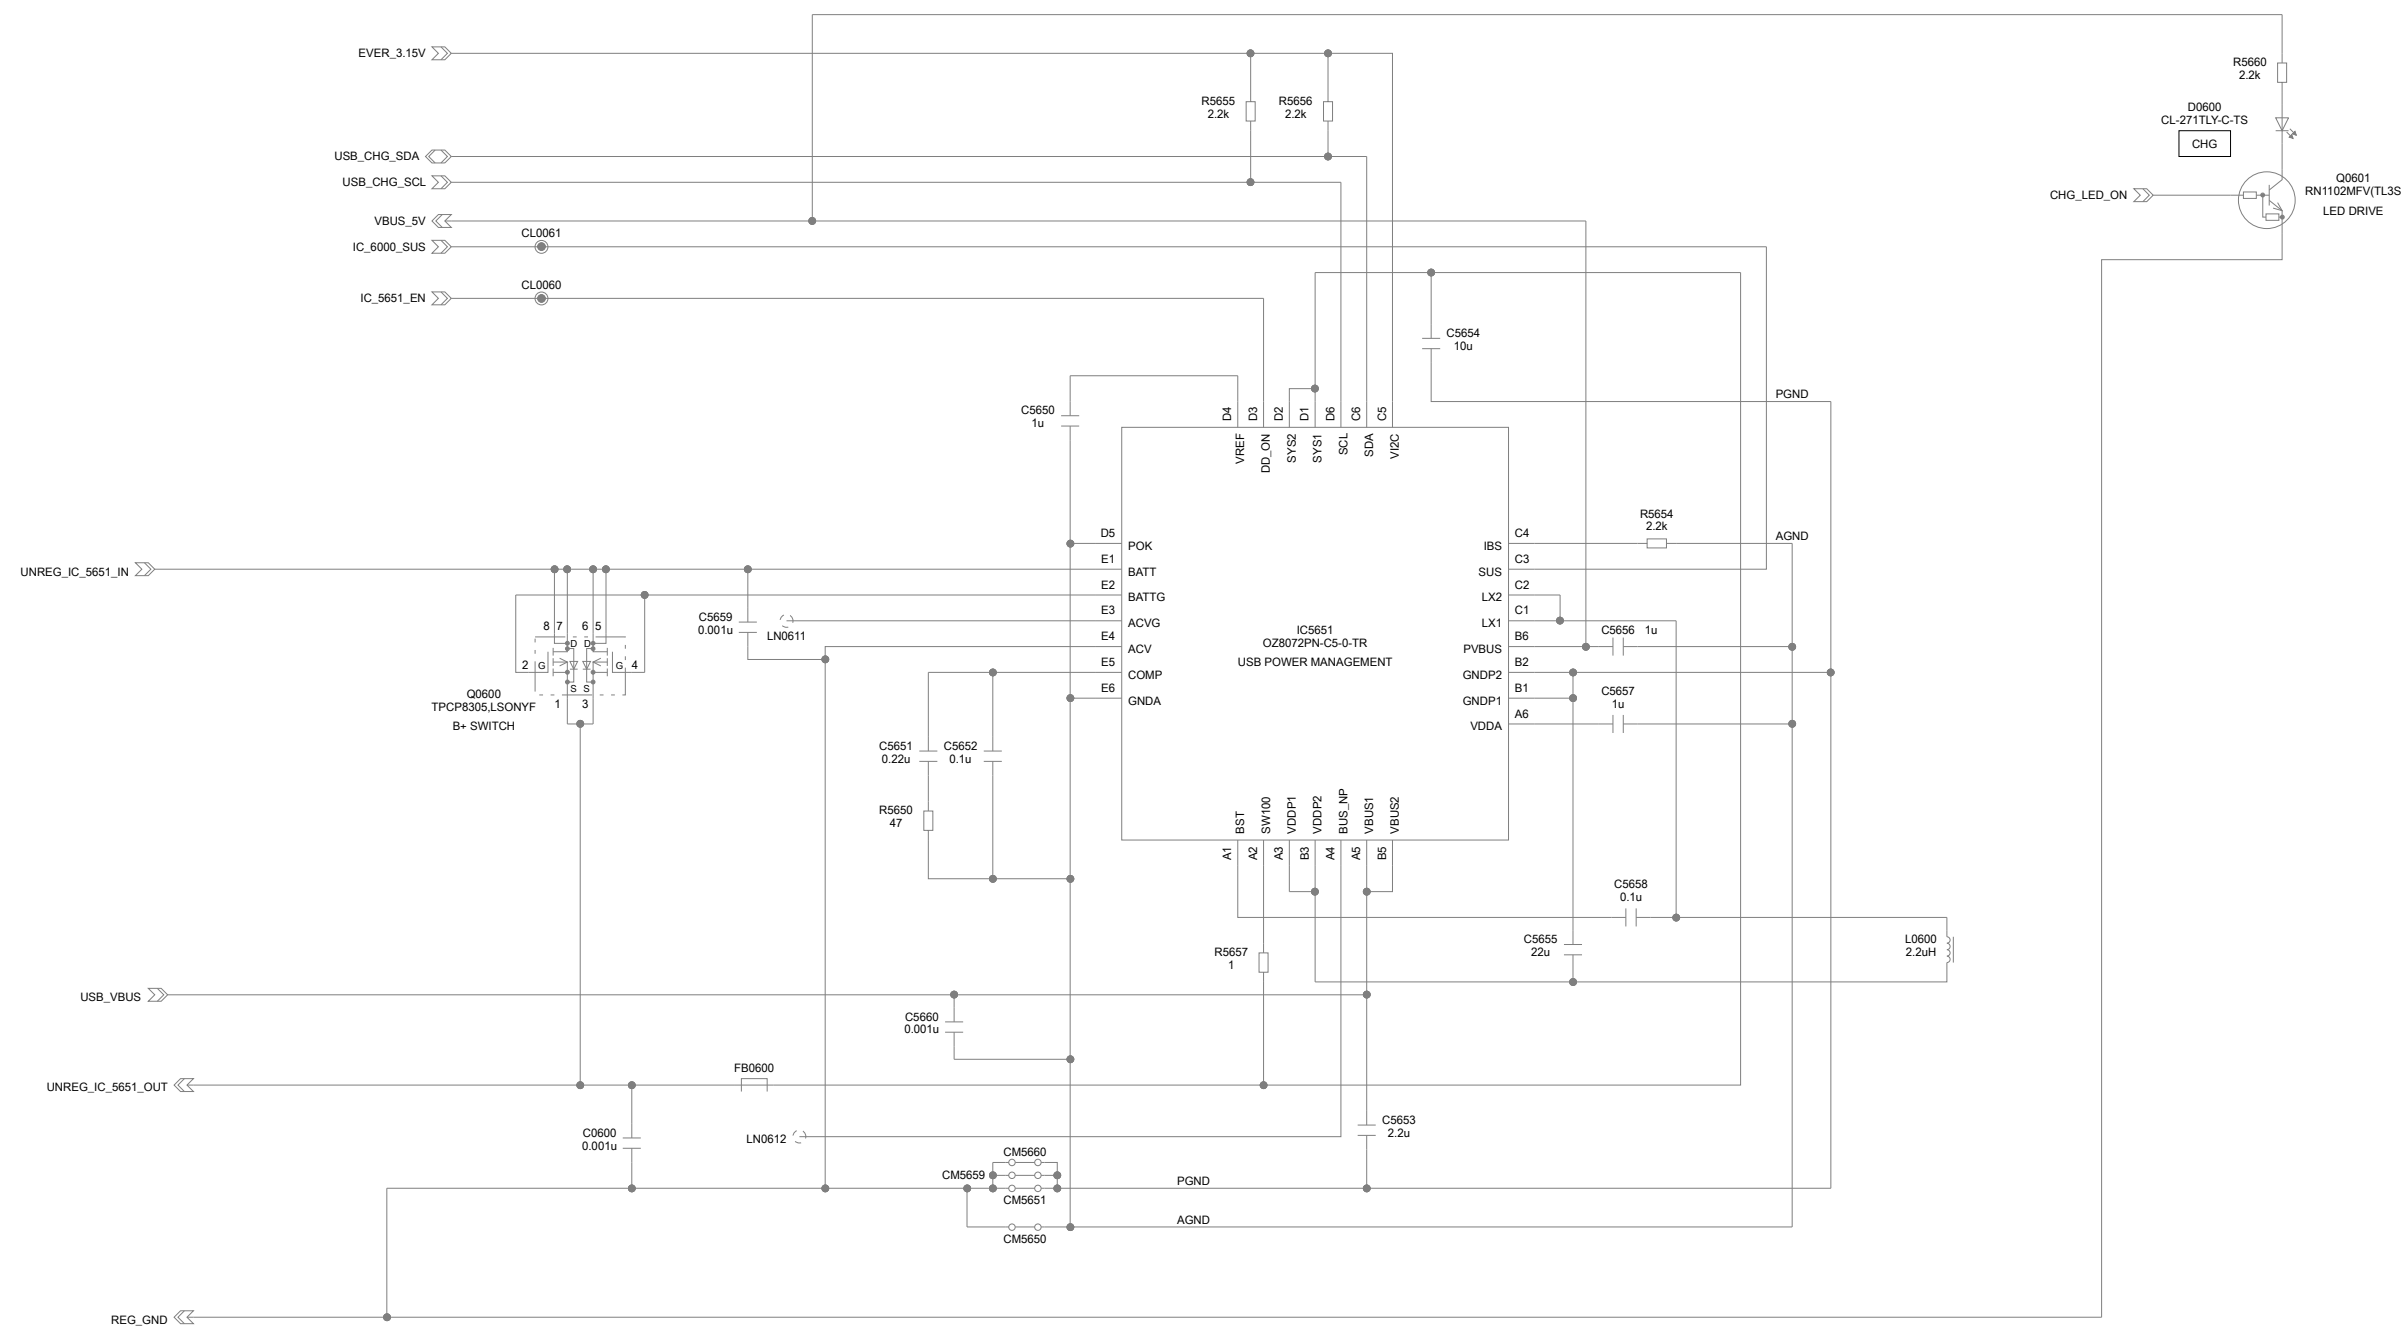 EVER_3.15V
R5660
2.2k
R5655
2.2k
R5656
2.2k
D0600
CL-271TLY-C-TS
CHG
USB_CHG_SDA
USB_CHG_SCL
Q0601
RN1102MFV(TL3S
LED DRIVE
CHG_LED_ON
VBUS_5V
CL0061
IC_6000_SUS
CL0060
IC_5651_EN
C5654
10u
PGND
C5650
1u
D4
D3
D2
D1
D6
C6
C5
VREF
DD_ON
SYS2
SYS1
SCL
SDA
VI2C
R5654
2.2k
AGND
D5
POK
E1
BATT
E2
BATTG
E3
ACVG
E4
ACV
E5
COMP
E6
GNDA
C4
IBS
C3
SUS
C2
LX2
C1
LX1
B6
PVBUS
B2
GNDP2
B1
GNDP1
A6
VDDA
UNREG_IC_5651_IN
C5659
0.001u
LN0611
8 7 6 5
D D
2 G G 4
S S
1 3
Q0600
TPCP8305,LSONYF
B+ SWITCH
IC5651
OZ8072PN-C5-0-TR
USB POWER MANAGEMENT
C5656 1u
C5657
1u
C5651
0.22u
C5652
0.1u
R5650
47
BST
SW100
VDDP1
VDDP2
BUS_NP
VBUS1
VBUS2
A1
A2
A3
B3
A4
A5
B5
C5658
0.1u
R5657
1
C5655
22u
L0600
2.2uH
USB_VBUS
C5660
0.001u
FB0600
UNREG_IC_5651_OUT
C0600
0.001u
LN0612
C5653
2.2u
CM5660
CM5659
CM5651
PGND
AGND
CM5650
REG_GND